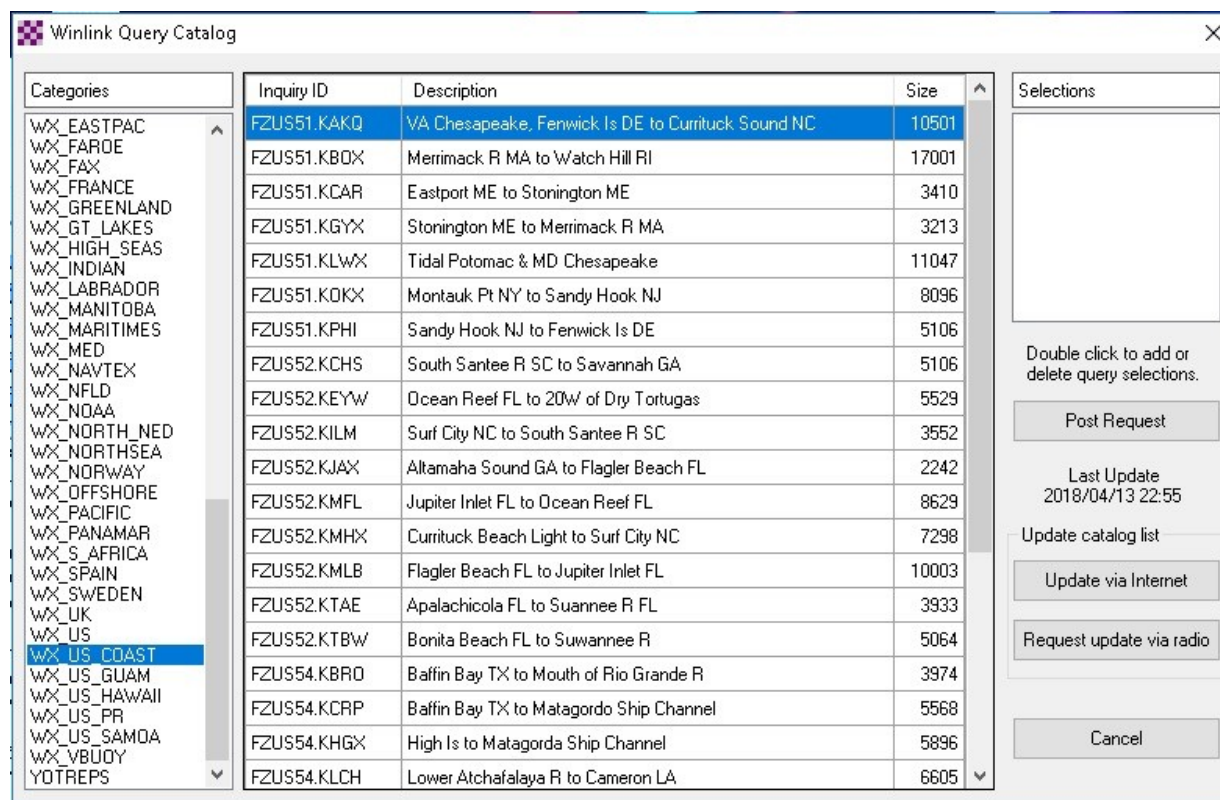 Winlink Query Catalog
Categories
WX_EASTPAC
WX_FAROE
WX_FAX
WX_FRANCE
WX_GREENLAND
WX_GT_LAKES
WX_HIGH_SEAS
WX_INDIAN
WX_LABRADOR
WX_MANITOBA
WX_MARITIMES
WX_MED
WX_NAVTEX
WX_NFLD
WX_NOAA
WX_NORTH_NED
WX_NORTHSEA
WX_NORWAY
WX_OFFSHORE
WX_PACIFIC
WX_PANAMAR
WX_S_AFRICA
WX_SPAIN
WX_SWEDEN
WX_UK
WX_US
WX_US_COAST
WX_US_GUAM
WX_US_HAWAII
WX_US_PR
WX_US_SAMOA
WX_VBUOY
YOTREPS
Inquiry ID Description Size
FZUS51.KAKQ VA Chesapeake, Fenwick Is DE to Currituck Sound NC 10501
FZUS51.KBOX Merrimack R MA to Watch Hill RI 17001
FZUS51.KCAR Eastport ME to Stonington ME 3410
FZUS51.KGYX Stonington ME to Merrimack R MA 3213
FZUS51.KLWX Tidal Potomac & MD Chesapeake 11047
FZUS51.KOKX Montauk Pt NY to Sandy Hook NJ 8096
FZUS51.KPHI Sandy Hook NJ to Fenwick Is DE 5106
FZUS52.KCHS South Santee R SC to Savannah GA 5106
FZUS52.KEYW Ocean Reef FL to 20W of Dry Tortugas 5529
FZUS52.KILM Surf City NC to South Santee R SC 3552
FZUS52.KJAX Altamaha Sound GA to Flagler Beach FL 2242
FZUS52.KMFL Jupiter Inlet FL to Ocean Reef FL 8629
FZUS52.KMHX Currituck Beach Light to Surf City NC 7298
FZUS52.KMLB Flagler Beach FL to Jupiter Inlet FL 10003
FZUS52.KTAE Apalachicola FL to Suannee R FL 3933
FZUS52.KTBW Bonita Beach FL to Suwannee R 5064
FZUS54.KBRO Baffin Bay TX to Mouth of Rio Grande R 3974
FZUS54.KCRP Baffin Bay TX to Matagordo Ship Channel 5568
FZUS54.KHGX High Is to Matagorda Ship Channel 5896
FZUS54.KLCH Lower Atchafalaya R to Cameron LA 6605
Selections
Double click to add or
delete query selections.
Post Request
Last Update
2018/04/13 22:55
Update catalog list
Update via Internet
Request update via radio
Cancel